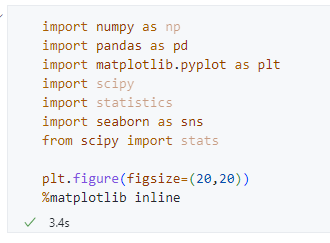 import numpy as np
import pandas as pd
import matplotlib.pyplot as plt
import scipy
import statistics
import seaborn as sns
from scipy import stats
plt.figure(figsize=(20,20))
%matplotlib inline
3.4s